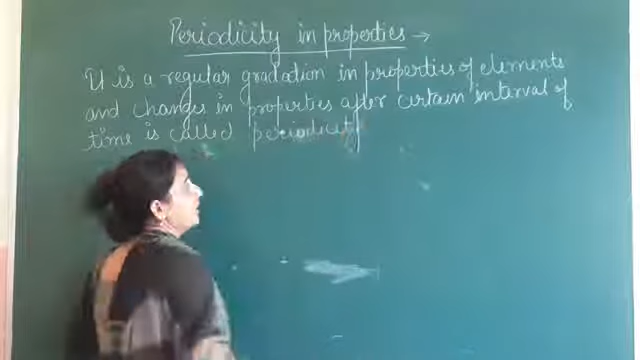 Periodicity in properties →
It is a regular gradation in properties of elements
and changes in properties after certain interval of
time is called periodicity